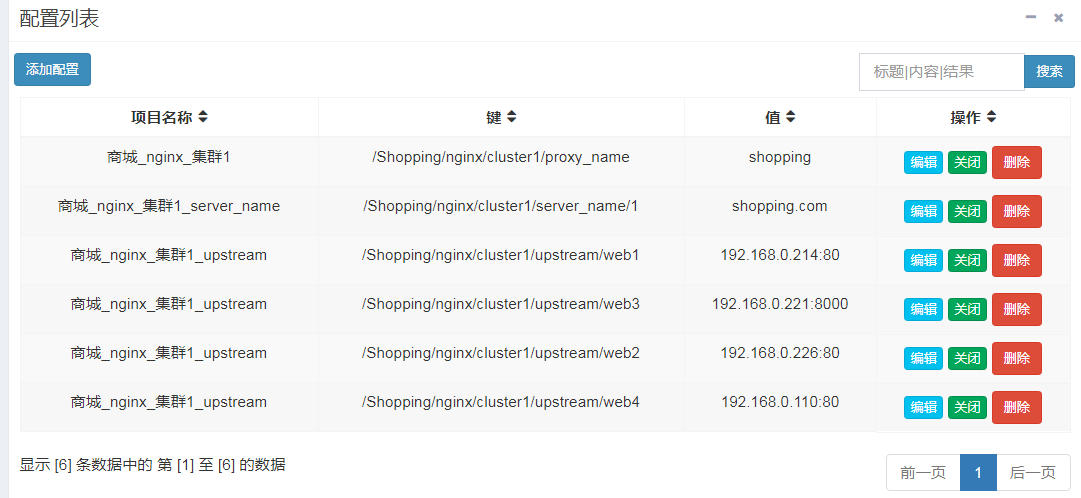 配置列表
添加配置 标题|内容|结果 搜索
项目名称 键 值 操作
商城_nginx_集群1 /Shopping/nginx/cluster1/proxy_name shopping 编辑 关闭 删除
商城_nginx_集群1_server_name /Shopping/nginx/cluster1/server_name/1 shopping.com 编辑 关闭 删除
商城_nginx_集群1_upstream /Shopping/nginx/cluster1/upstream/web1 192.168.0.214:80 编辑 关闭 删除
商城_nginx_集群1_upstream /Shopping/nginx/cluster1/upstream/web3 192.168.0.221:8000 编辑 关闭 删除
商城_nginx_集群1_upstream /Shopping/nginx/cluster1/upstream/web2 192.168.0.226:80 编辑 关闭 删除
商城_nginx_集群1_upstream /Shopping/nginx/cluster1/upstream/web4 192.168.0.110:80 编辑 关闭 删除
显示 [6] 条数据中的 第 [1] 至 [6] 的数据 前一页 1 后一页